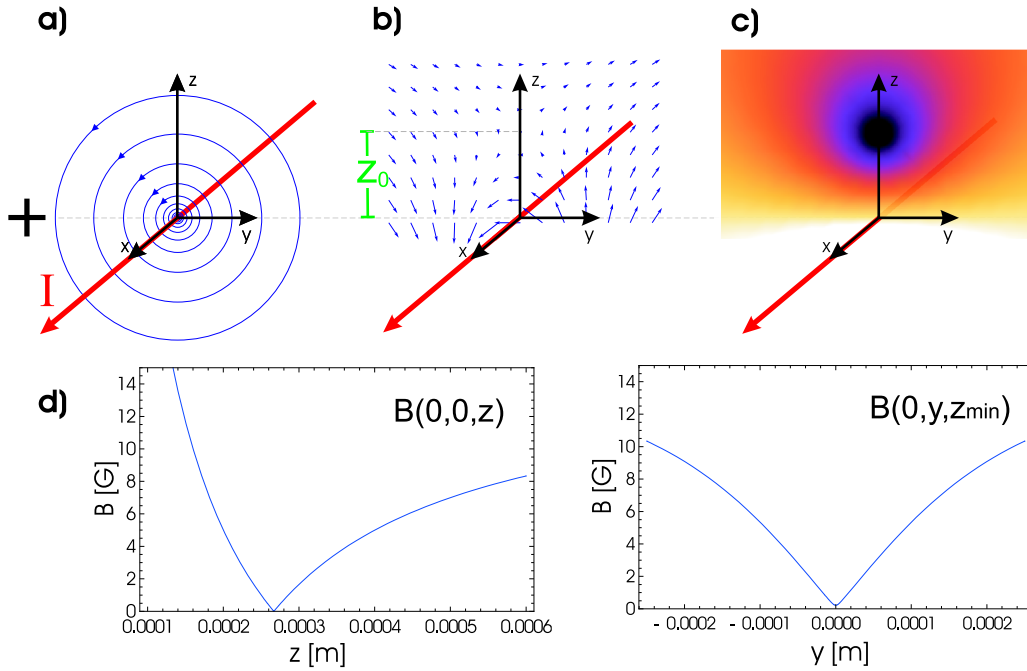 a)
z
y
x
I
+
b)
z
Z0
y
x
c)
z
y
x
d)
B(0,0,z)
B [G]
14
12
10
8
6
4
2
0
0.0001 0.0002 0.0003 0.0004 0.0005 0.0006
z [m]
B(0,y,zmin)
B [G]
14
12
10
8
6
4
2
0
- 0.0002 - 0.0001 0.0000 0.0001 0.0002
y [m]